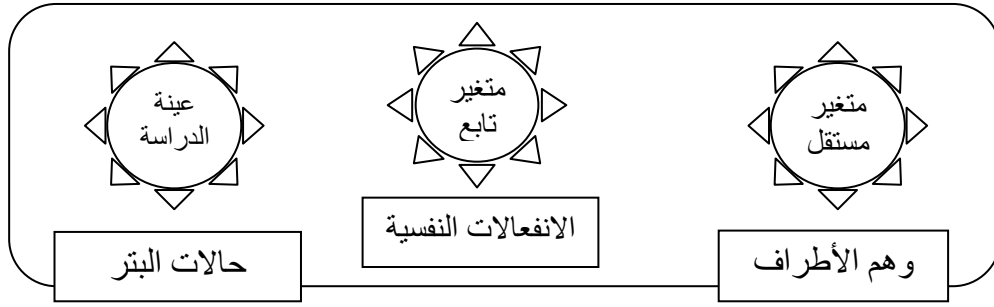 متغير
مستقل
وهم الأطراف
متغير
تابع
الانفعالات النفسية
عينة
الدراسة
حالات البتر